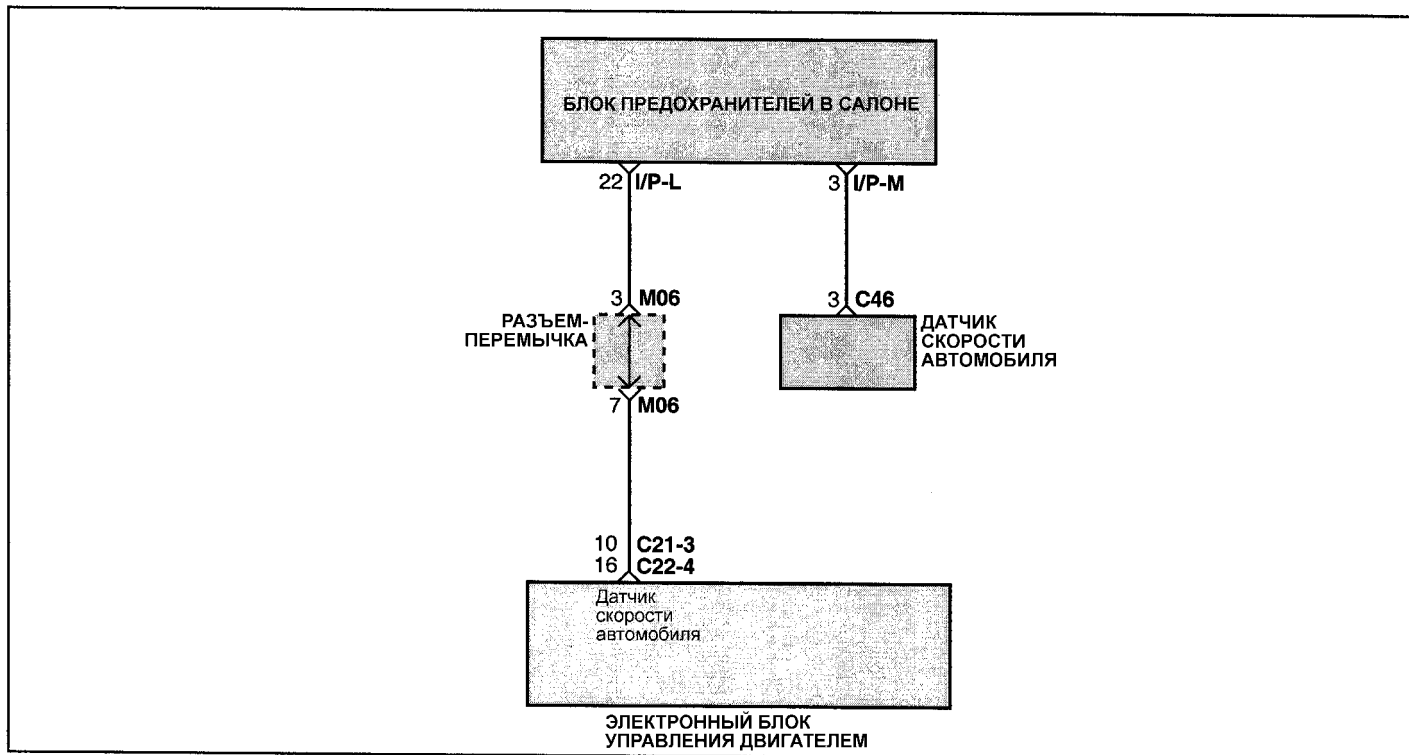 БЛОК ПРЕДОХРАНИТЕЛЕЙ В САЛОНЕ
22 I/P-L
3 I/P-M
3 M06
3 C46
РАЗЪЕМ-
ПЕРЕМЫЧКА
ДАТЧИК
СКОРОСТИ
АВТОМОБИЛЯ
7 M06
10 C21-3
16 C22-4
Датчик
скорости
автомобиля
ЭЛЕКТРОННЫЙ БЛОК
УПРАВЛЕНИЯ ДВИГАТЕЛЕМ